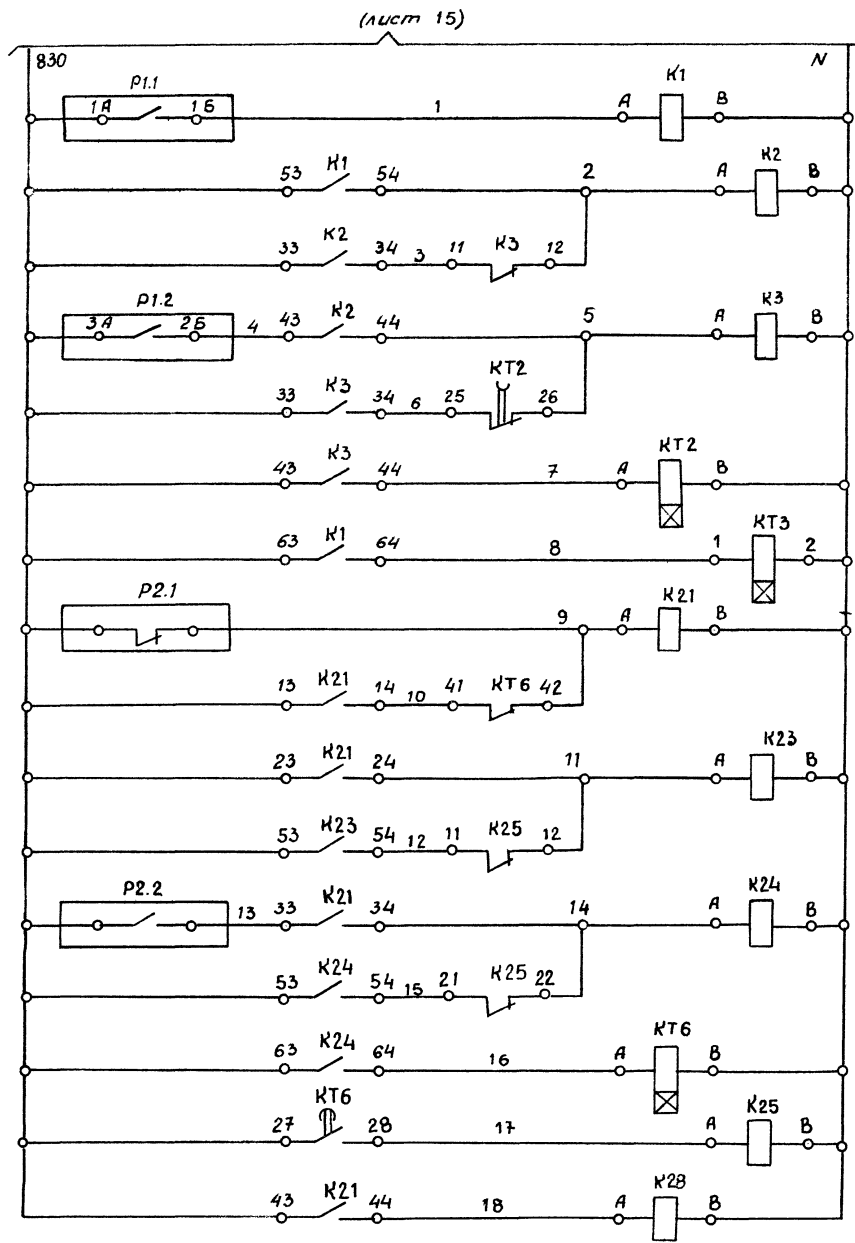 (лист 15)
830 N
Р1.1 К1
1А 1Б 1 А В
К1 К2
53 54 2 А В
К2 К3
33 34 3 11 12
Р1.2 К2 К3
3А 2Б 4 43 44 5 А В
К3 КТ2
33 34 6 25 26
К3 КТ2
43 44 7 А В
К1 КТ3
63 64 8 1 2
Р2.1 К21
9 А В
К21 КТ6
13 14 10 41 42
К21 К23
23 24 11 А В
К23 К25
53 54 12 11 12
Р2.2 К21 К24
13 33 34 14 А В
К24 К25
53 54 15 21 22
К24 КТ6
63 64 16 А В
КТ6 К25
27 28 17 А В
К21 К28
43 44 18 А В